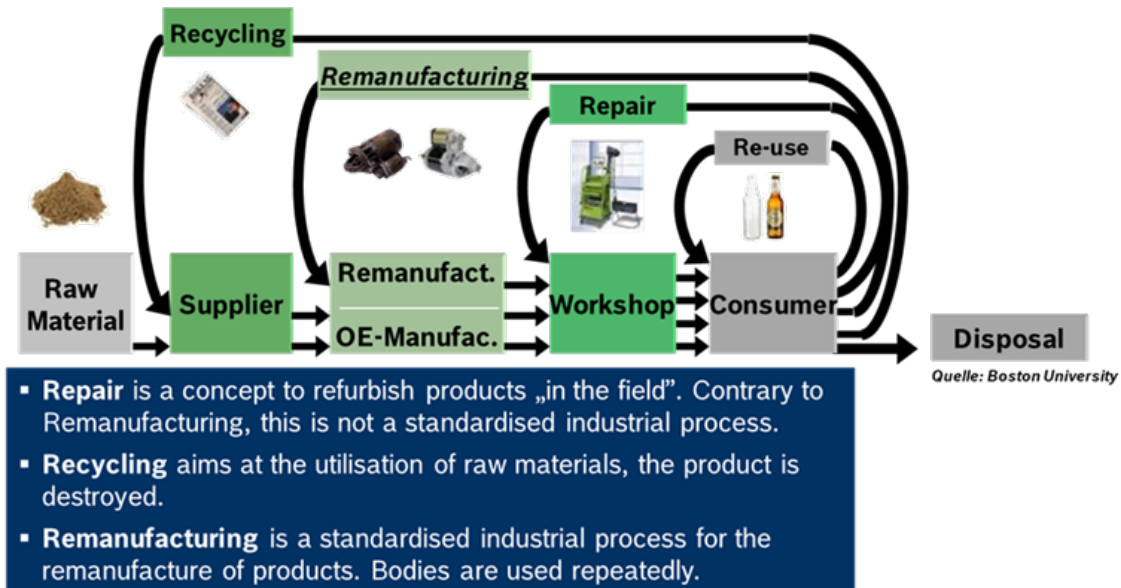 Recycling
Remanufacturing
Repair
Re-use
Raw
Material
Supplier
Remanufact.
OE-Manufac.
Workshop
Consumer
Disposal
Quelle: Boston University
▪ Repair is a concept to refurbish products „in the field”. Contrary to
Remanufacturing, this is not a standardised industrial process.
▪ Recycling aims at the utilisation of raw materials, the product is
destroyed.
▪ Remanufacturing is a standardised industrial process for the
remanufacture of products. Bodies are used repeatedly.